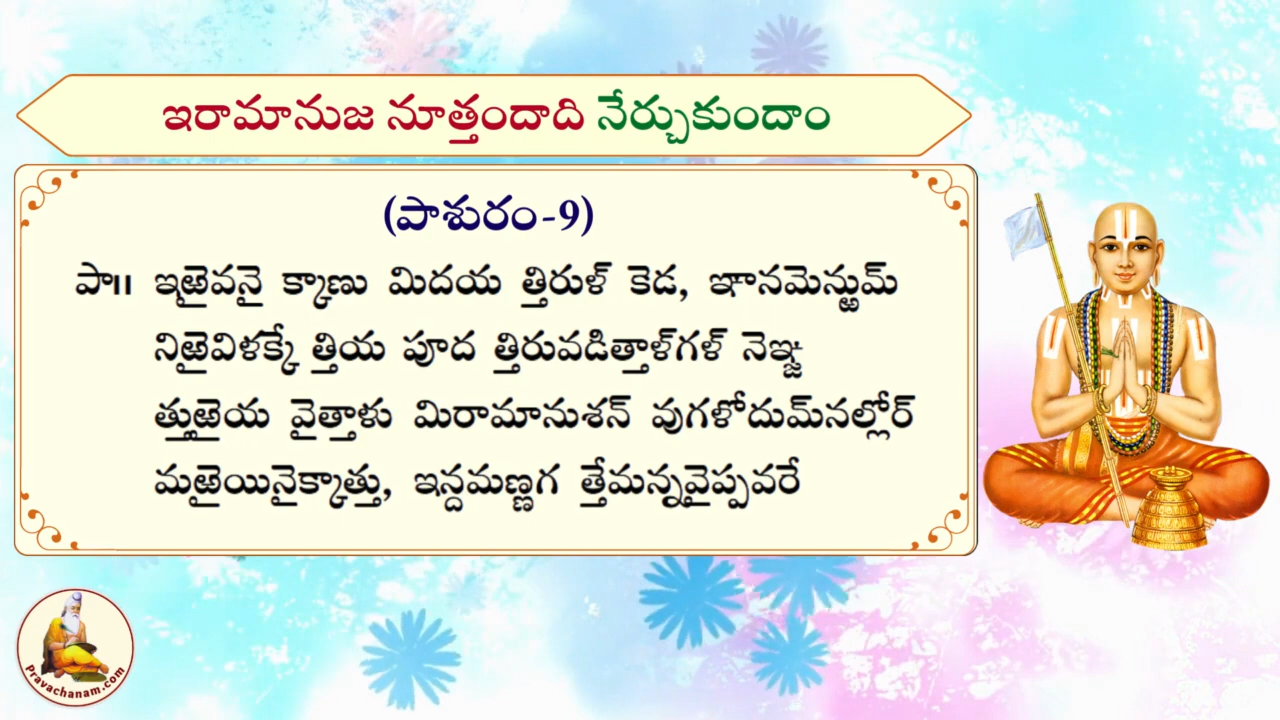 ఇరామానుజ నూత్తందాది నేర్చుకుందాం
(పాశురం-9)
పా॥ ఇఱైవనై క్కాణు మిదయ త్తిరుళ్ కెడ, ఞానమెన్ఱుమ్
నిఱైవిళక్కే త్తియ పూద త్తిరువడిత్తాళ్‌గళ్ నెఞ్జ
త్తుఱైయ వైత్తాళు మిరామానుశన్ వుగళోదుమ్‌నల్లోర్
మఱైయినైక్కాత్తు, ఇన్దమణ్ణగ త్తేమన్నవైప్పవరే
Pravachanam.com